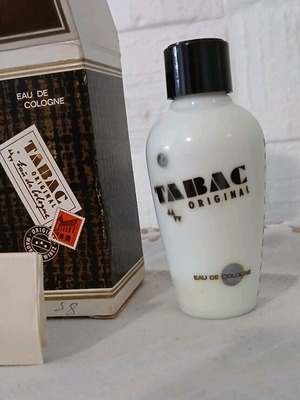 EAU DE
COLOGNE
TABAC
ORIGINAL
TABAC
ORIGINAL
EAU DE COLOGNE